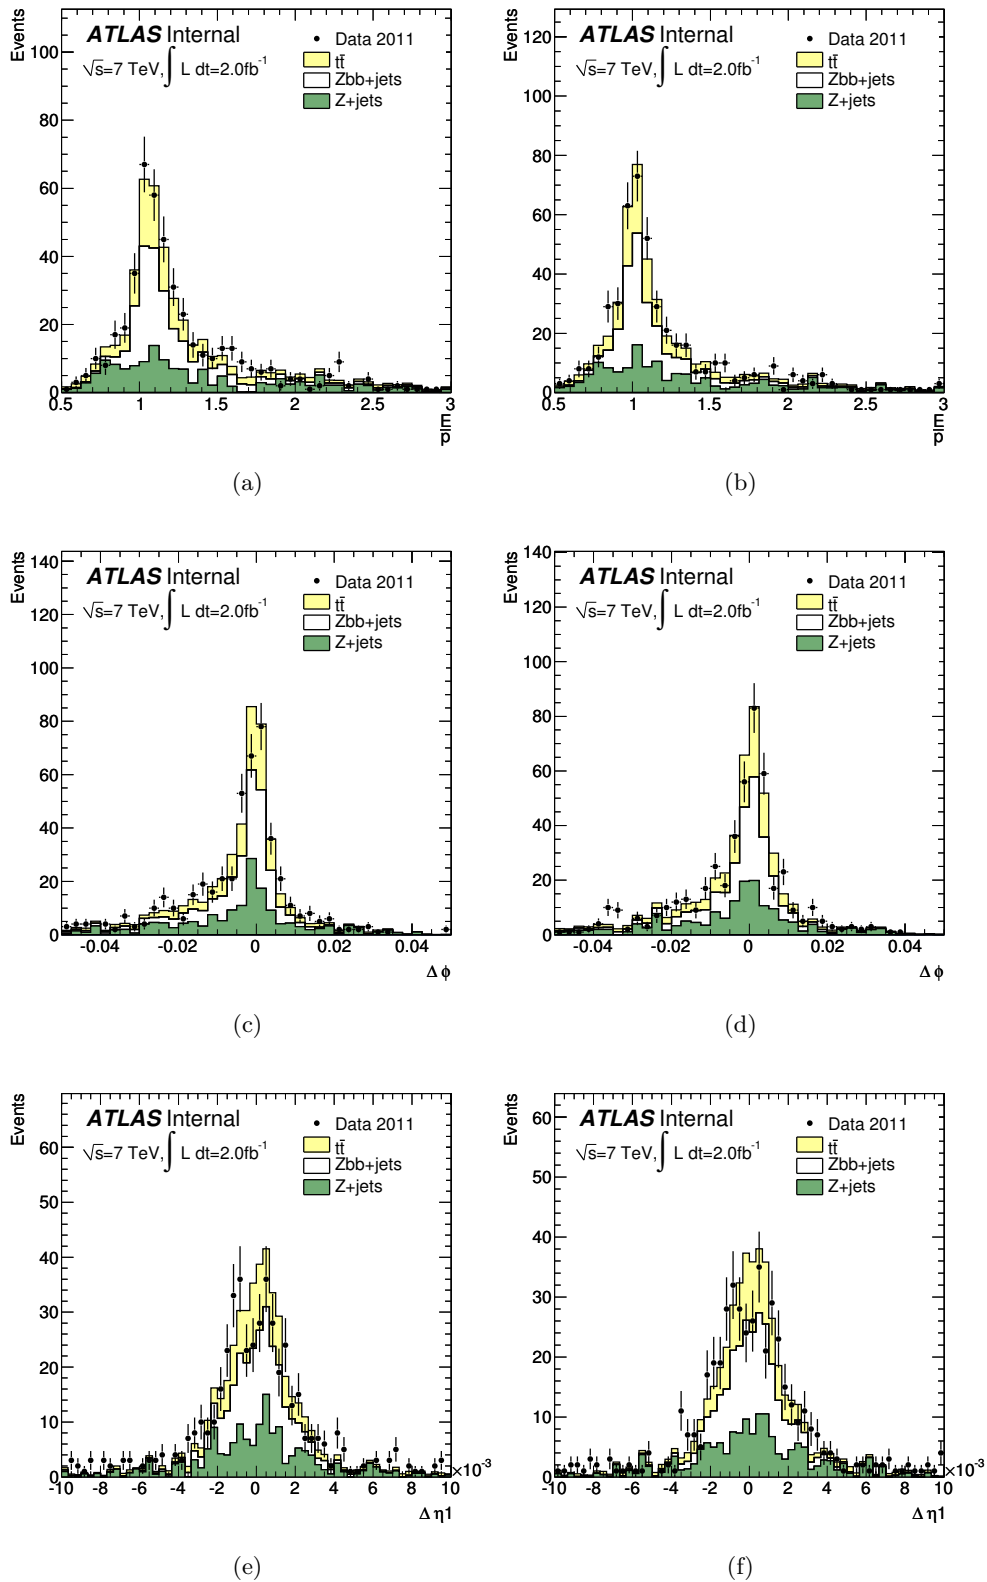 Events
ATLAS Internal
√s=7 TeV, ∫ L dt=2.0fb⁻¹
Data 2011
tt̄
Zbb+jets
Z+jets
100
80
60
40
20
0
0.5 1 1.5 2 2.5 3
E/p
(a)
Events
ATLAS Internal
√s=7 TeV, ∫ L dt=2.0fb⁻¹
Data 2011
tt̄
Zbb+jets
Z+jets
120
100
80
60
40
20
0
0.5 1 1.5 2 2.5 3
E/p
(b)
Events
ATLAS Internal
√s=7 TeV, ∫ L dt=2.0fb⁻¹
Data 2011
tt̄
Zbb+jets
Z+jets
140
120
100
80
60
40
20
0
-0.04 -0.02 0 0.02 0.04
Δ ϕ
(c)
Events
ATLAS Internal
√s=7 TeV, ∫ L dt=2.0fb⁻¹
Data 2011
tt̄
Zbb+jets
Z+jets
140
120
100
80
60
40
20
0
-0.04 -0.02 0 0.02 0.04
Δ ϕ
(d)
Events
ATLAS Internal
√s=7 TeV, ∫ L dt=2.0fb⁻¹
Data 2011
tt̄
Zbb+jets
Z+jets
60
50
40
30
20
10
0
-10 -8 -6 -4 -2 0 2 4 6 8 10
×10⁻³
Δ η1
(e)
Events
ATLAS Internal
√s=7 TeV, ∫ L dt=2.0fb⁻¹
Data 2011
tt̄
Zbb+jets
Z+jets
60
50
40
30
20
10
0
-10 -8 -6 -4 -2 0 2 4 6 8 10
×10⁻³
Δ η1
(f)